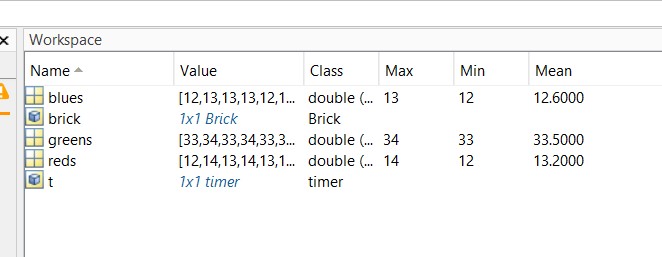 Workspace
Name Value Class Max Min Mean
blues [12,13,13,13,12,1... double (... 13 12 12.6000
brick 1x1 Brick Brick
greens [33,34,33,34,33,3... double (... 34 33 33.5000
reds [12,14,13,14,13,1... double (... 14 12 13.2000
t 1x1 timer timer